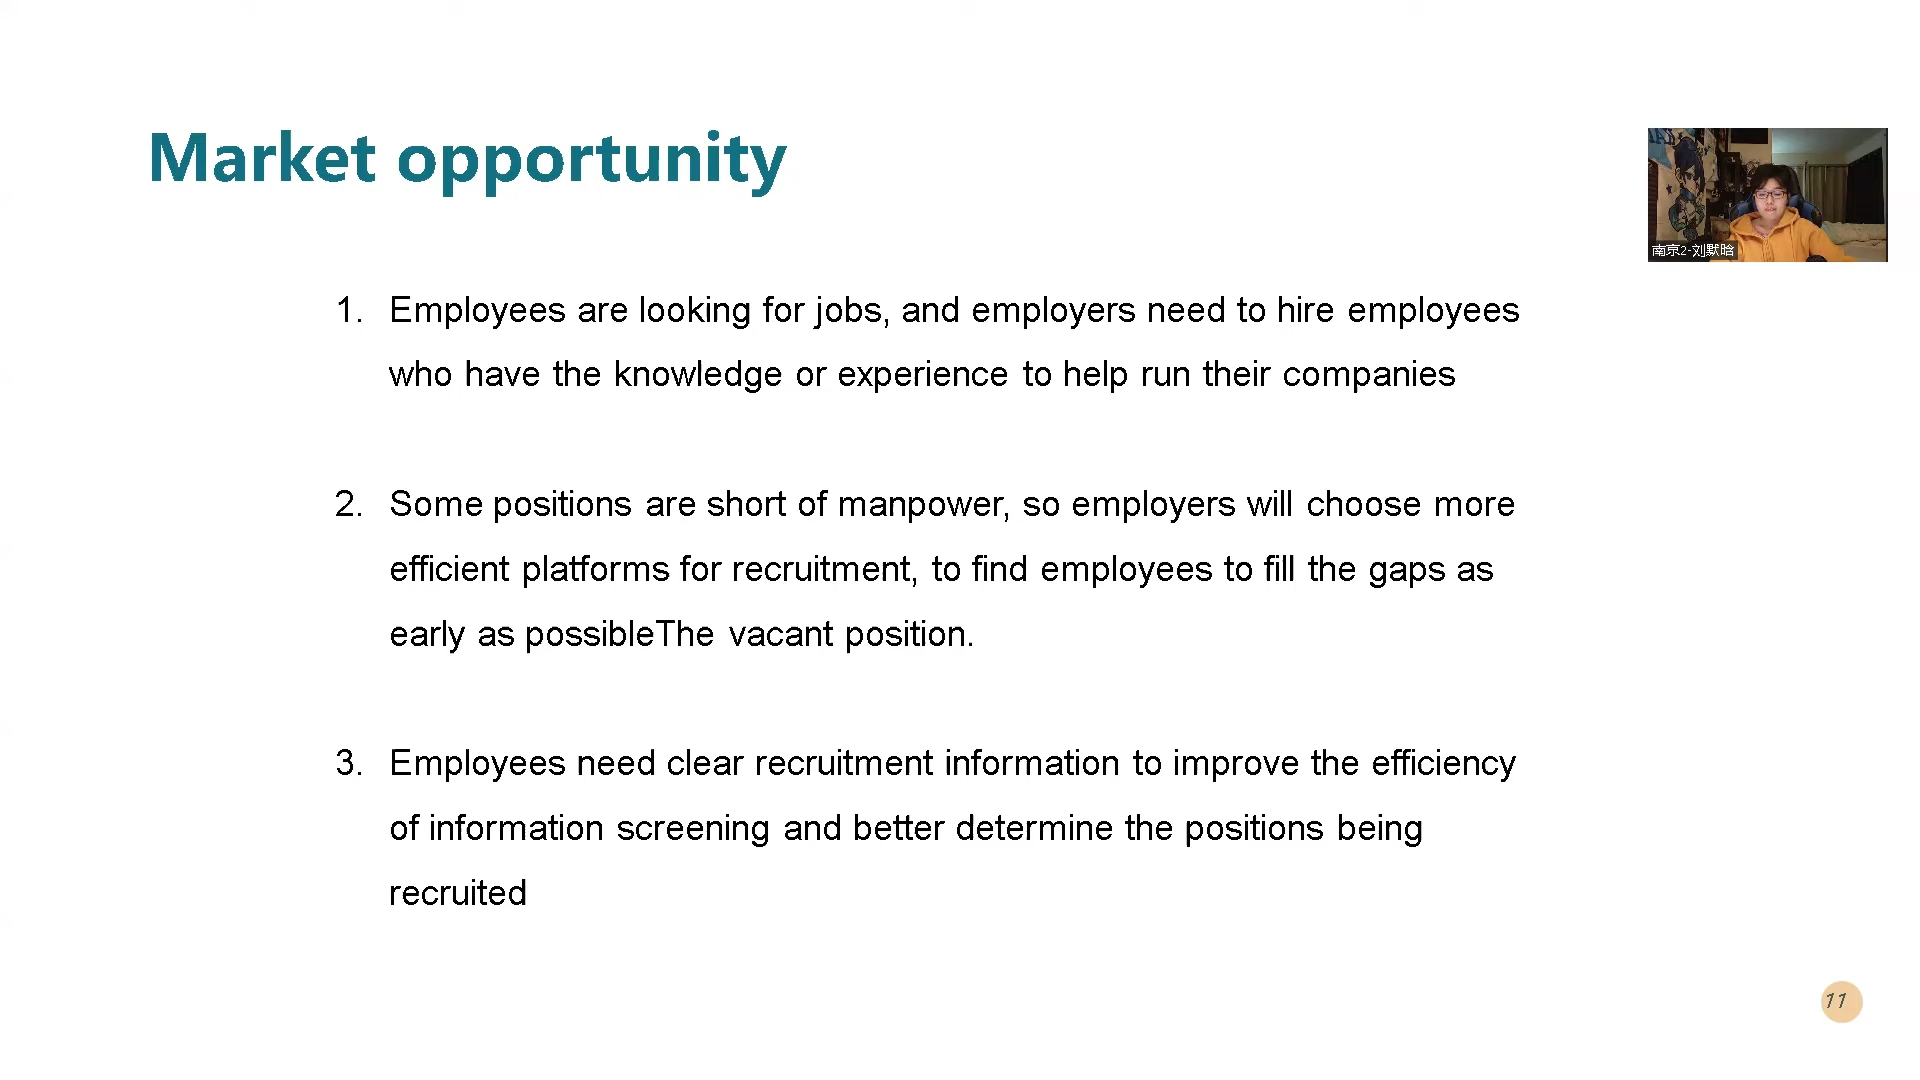 Market opportunity
南京2-刘默晗
1. Employees are looking for jobs, and employers need to hire employees
who have the knowledge or experience to help run their companies
2. Some positions are short of manpower, so employers will choose more
efficient platforms for recruitment, to find employees to fill the gaps as
early as possibleThe vacant position.
3. Employees need clear recruitment information to improve the efficiency
of information screening and better determine the positions being
recruited
11